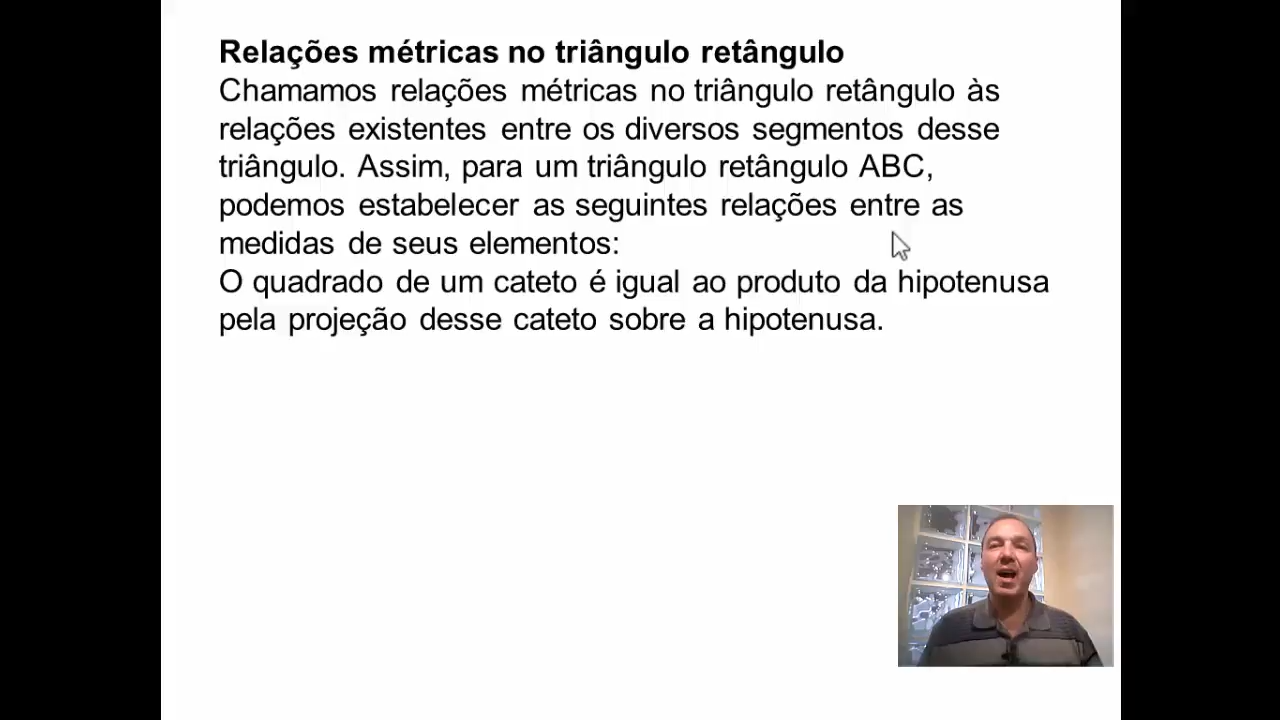 Relações métricas no triângulo retângulo
Chamamos relações métricas no triângulo retângulo às
relações existentes entre os diversos segmentos desse
triângulo. Assim, para um triângulo retângulo ABC,
podemos estabelecer as seguintes relações entre as
medidas de seus elementos:
O quadrado de um cateto é igual ao produto da hipotenusa
pela projeção desse cateto sobre a hipotenusa.